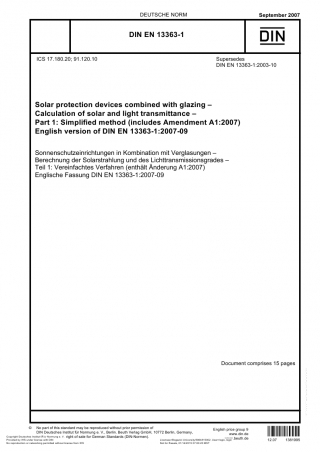 DEUTSCHE NORM
September 2007
DIN EN 13363-1
DIN
ICS 17.180.20; 91.120.10
Supersedes
DIN EN 13363-1:2003-10
Solar protection devices combined with glazing –
Calculation of solar and light transmittance –
Part 1: Simplified method (includes Amendment A1:2007)
English version of DIN EN 13363-1:2007-09
Sonnenschutzeinrichtungen in Kombination mit Verglasungen –
Berechnung der Solarstrahlung und des Lichttransmissionsgrades –
Teil 1: Vereinfachtes Verfahren (enthält Änderung A1:2007)
Englische Fassung DIN EN 13363-1:2007-09
Document comprises 15 pages
© No part of this standard may be reproduced without prior permission of
DIN Deutsches Institut für Normung e. V., Berlin. Beuth Verlag GmbH, 10772 Berlin, Germany,
right of sale for German Standards (DIN-Normen).
English price group 9
www.din.de
beuth.de
12.07